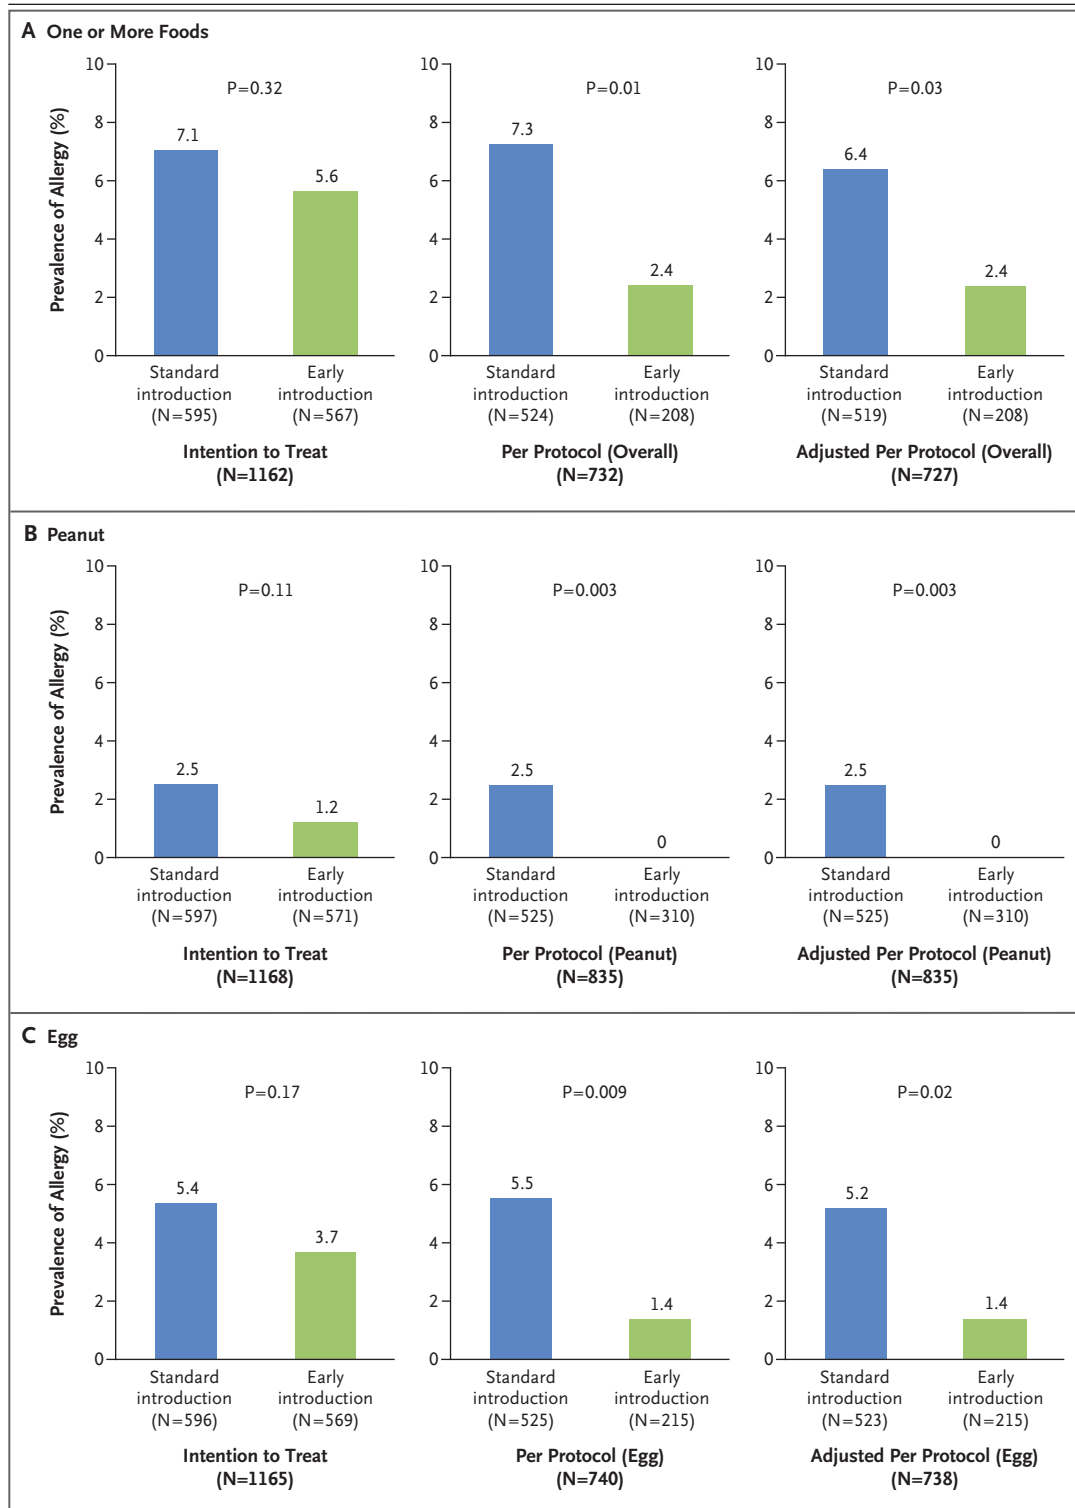 A One or More Foods
Prevalence of Allergy (%)
10
8
6
4
2
0
P=0.32
7.1
5.6
Standard introduction (N=595)
Early introduction (N=567)
Intention to Treat
(N=1162)
10
8
6
4
2
0
P=0.01
7.3
2.4
Standard introduction (N=524)
Early introduction (N=208)
Per Protocol (Overall)
(N=732)
10
8
6
4
2
0
P=0.03
6.4
2.4
Standard introduction (N=519)
Early introduction (N=208)
Adjusted Per Protocol (Overall)
(N=727)
B Peanut
Prevalence of Allergy (%)
10
8
6
4
2
0
P=0.11
2.5
1.2
Standard introduction (N=597)
Early introduction (N=571)
Intention to Treat
(N=1168)
10
8
6
4
2
0
P=0.003
2.5
0
Standard introduction (N=525)
Early introduction (N=310)
Per Protocol (Peanut)
(N=835)
10
8
6
4
2
0
P=0.003
2.5
0
Standard introduction (N=525)
Early introduction (N=310)
Adjusted Per Protocol (Peanut)
(N=835)
C Egg
Prevalence of Allergy (%)
10
8
6
4
2
0
P=0.17
5.4
3.7
Standard introduction (N=596)
Early introduction (N=569)
Intention to Treat
(N=1165)
10
8
6
4
2
0
P=0.009
5.5
1.4
Standard introduction (N=525)
Early introduction (N=215)
Per Protocol (Egg)
(N=740)
10
8
6
4
2
0
P=0.02
5.2
1.4
Standard introduction (N=523)
Early introduction (N=215)
Adjusted Per Protocol (Egg)
(N=738)